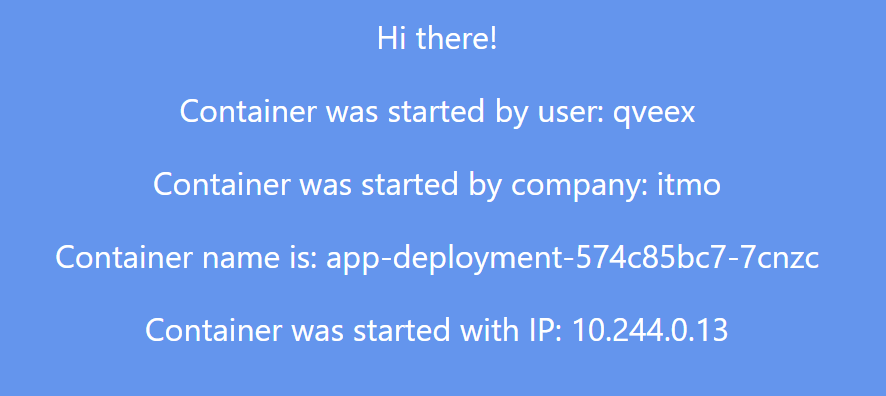 Hi there!
Container was started by user: qveex
Container was started by company: itmo
Container name is: app-deployment-574c85bc7-7cnzc
Container was started with IP: 10.244.0.13